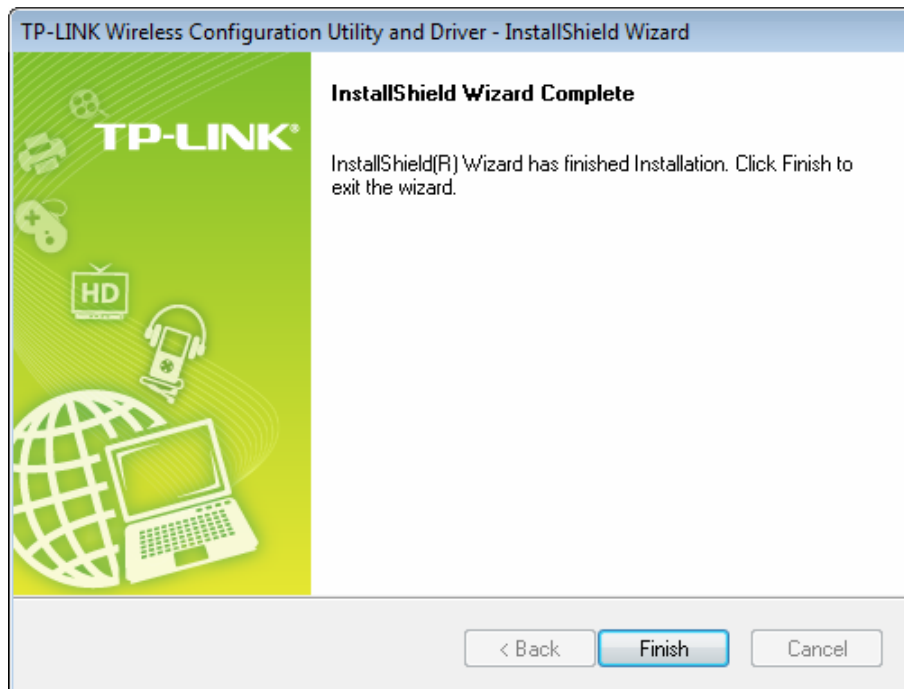 TP-LINK Wireless Configuration Utility and Driver - InstallShield Wizard
TP-LINK®
HD
InstallShield Wizard Complete
InstallShield(R) Wizard has finished Installation. Click Finish to
exit the wizard.
< Back
Finish
Cancel